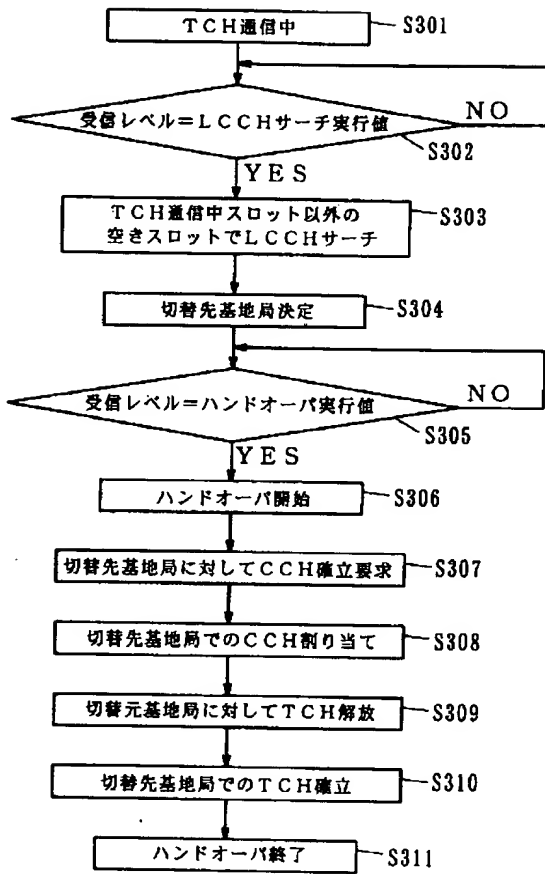 TCH通信中 S301
受信レベル=LCCHサーチ実行値 NO
S302
YES
TCH通信中スロット以外の S303
空きスロットでLCCHサーチ
切替先基地局決定 S304
受信レベル=ハンドオーバ実行値 NO
S305
YES
ハンドオーバ開始 S306
切替先基地局に対してCCH確立要求 S307
切替先基地局でのCCH割り当て S308
切替元基地局に対してTCH解放 S309
切替先基地局でのTCH確立 S310
ハンドオーバ終了 S311